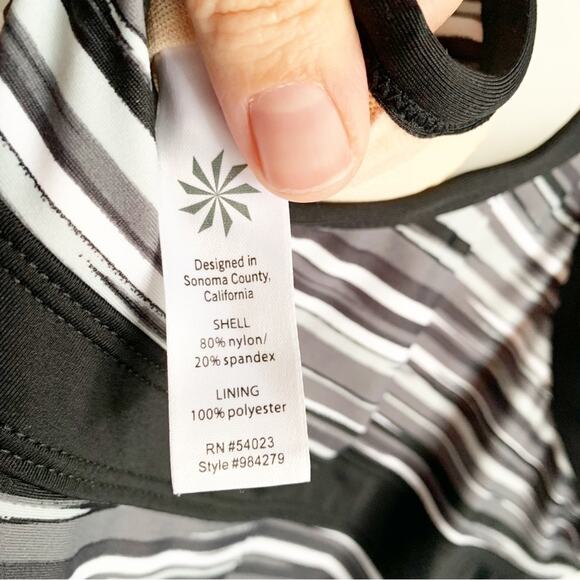 Designed in
Sonoma County,
California
SHELL
80% nylon/
20% spandex
LINING
100% polyester
RN #54023
Style #984279